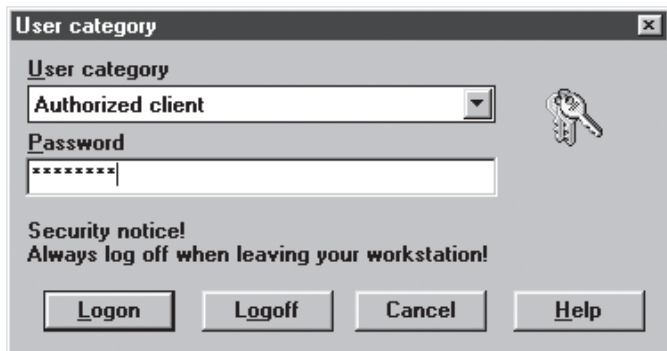 User category
User category
Authorized client
Password
********
Security notice!
Always log off when leaving your workstation!
Logon Logoff Cancel Help